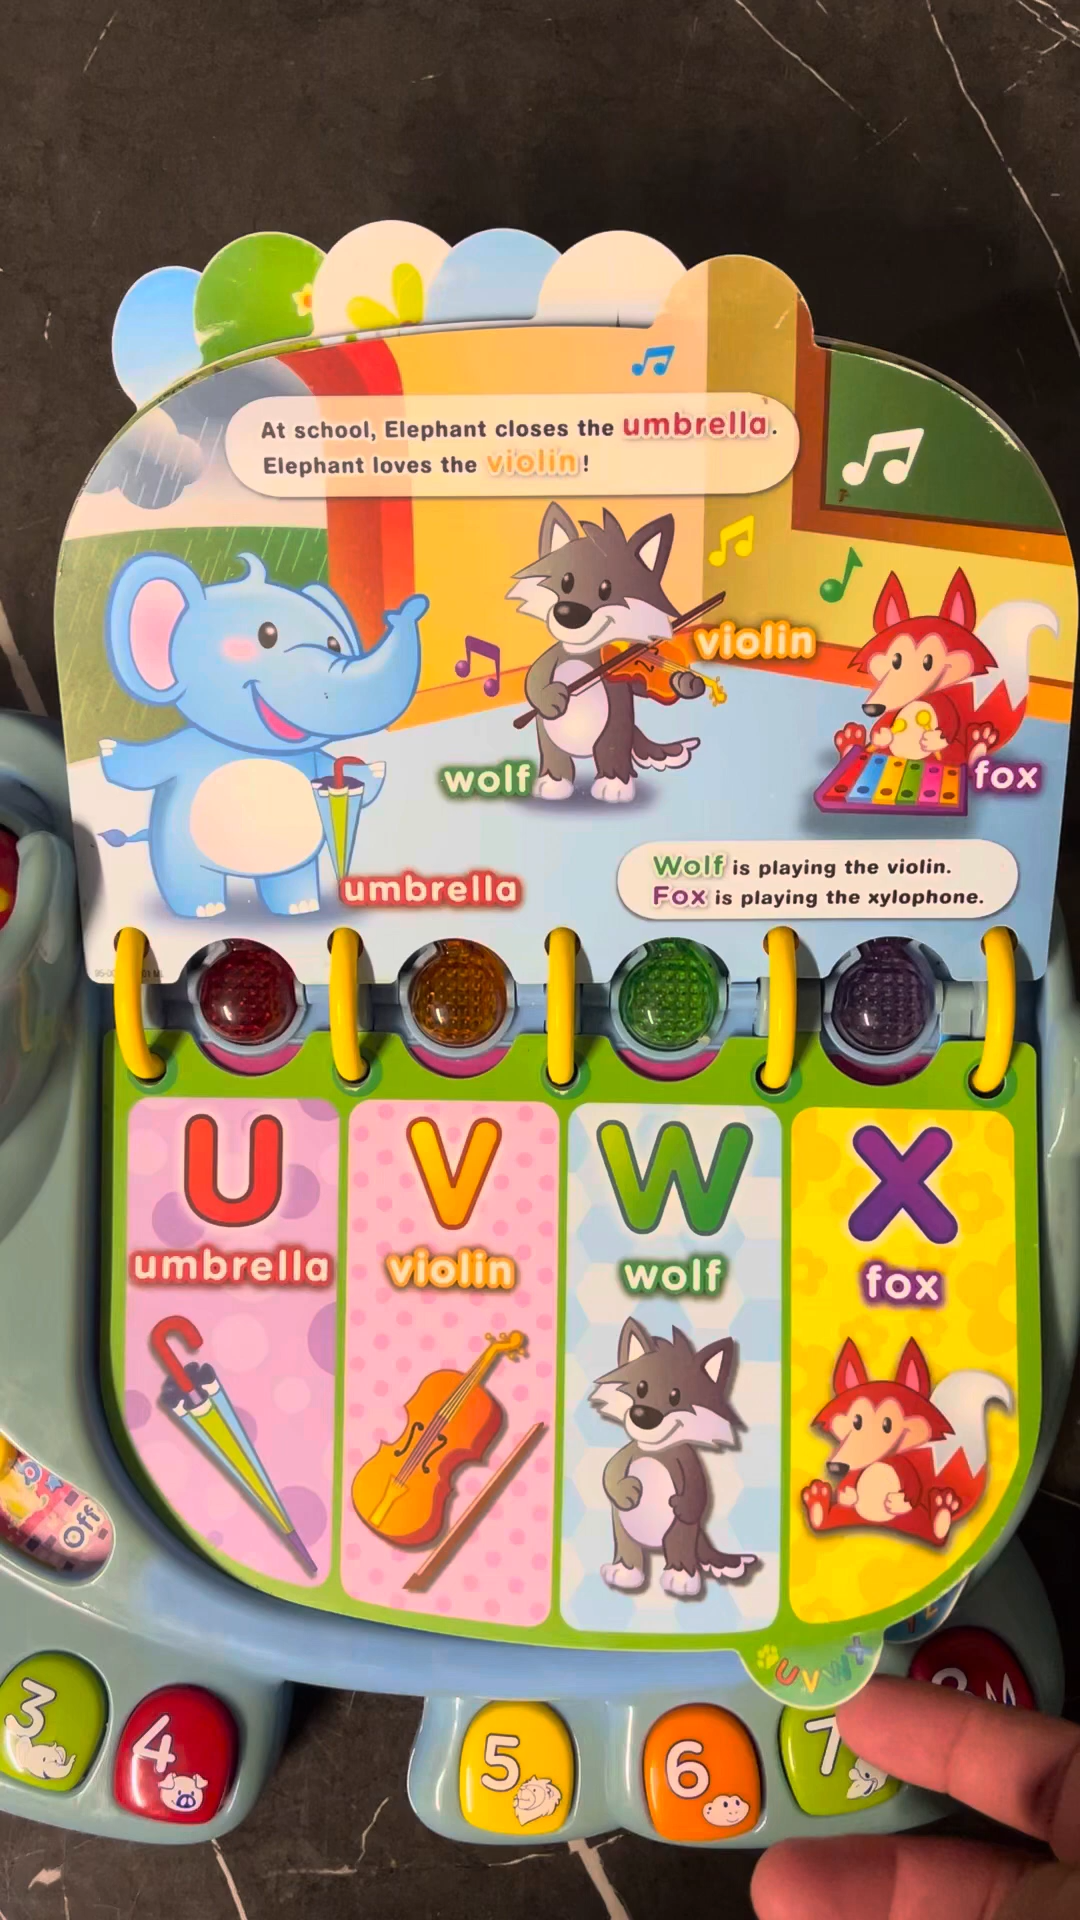 At school, Elephant closes the umbrella.
Elephant loves the violin!
violin
wolf
fox
umbrella
Wolf is playing the violin.
Fox is playing the xylophone.
U
V
W
X
umbrella
violin
wolf
fox
Off
U V W X
3
4
5
6
7